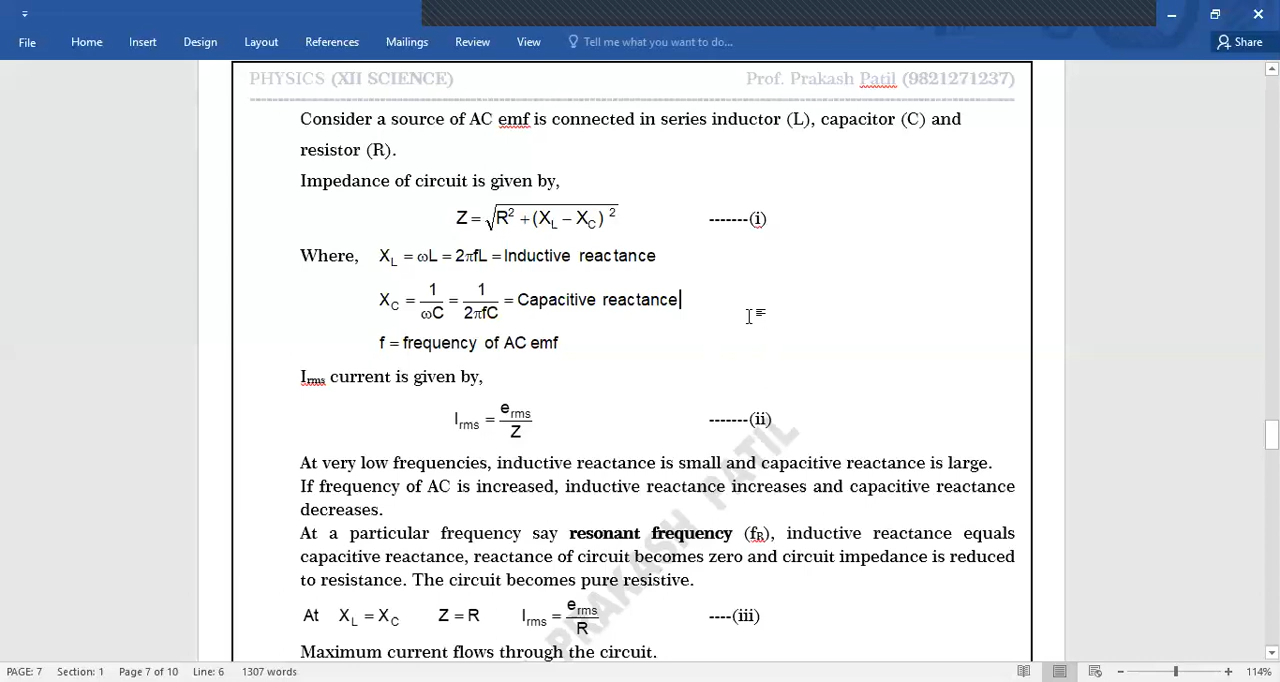 File Home Insert Design Layout References Mailings Review View Tell me what you want to do... Share
PHYSICS (XII SCIENCE) Prof. Prakash Patil (9821271237)
Consider a source of AC emf is connected in series inductor (L), capacitor (C) and
resistor (R).
Impedance of circuit is given by,
Z = √R² + (X_L − X_C)² -------(i)
Where, X_L = ωL = 2πfL = Inductive reactance
X_C = 1/ωC = 1/2πfC = Capacitive reactance
f = frequency of AC emf
I_rms current is given by,
I_rms = e_rms/Z -------(ii)
At very low frequencies, inductive reactance is small and capacitive reactance is large.
If frequency of AC is increased, inductive reactance increases and capacitive reactance
decreases.
At a particular frequency say resonant frequency (f_R), inductive reactance equals
capacitive reactance, reactance of circuit becomes zero and circuit impedance is reduced
to resistance. The circuit becomes pure resistive.
At X_L = X_C Z = R I_rms = e_rms/R ----(iii)
Maximum current flows through the circuit.
PRAKASH PATIL
PAGE: 7 Section: 1 Page 7 of 10 Line: 6 1307 words 114%